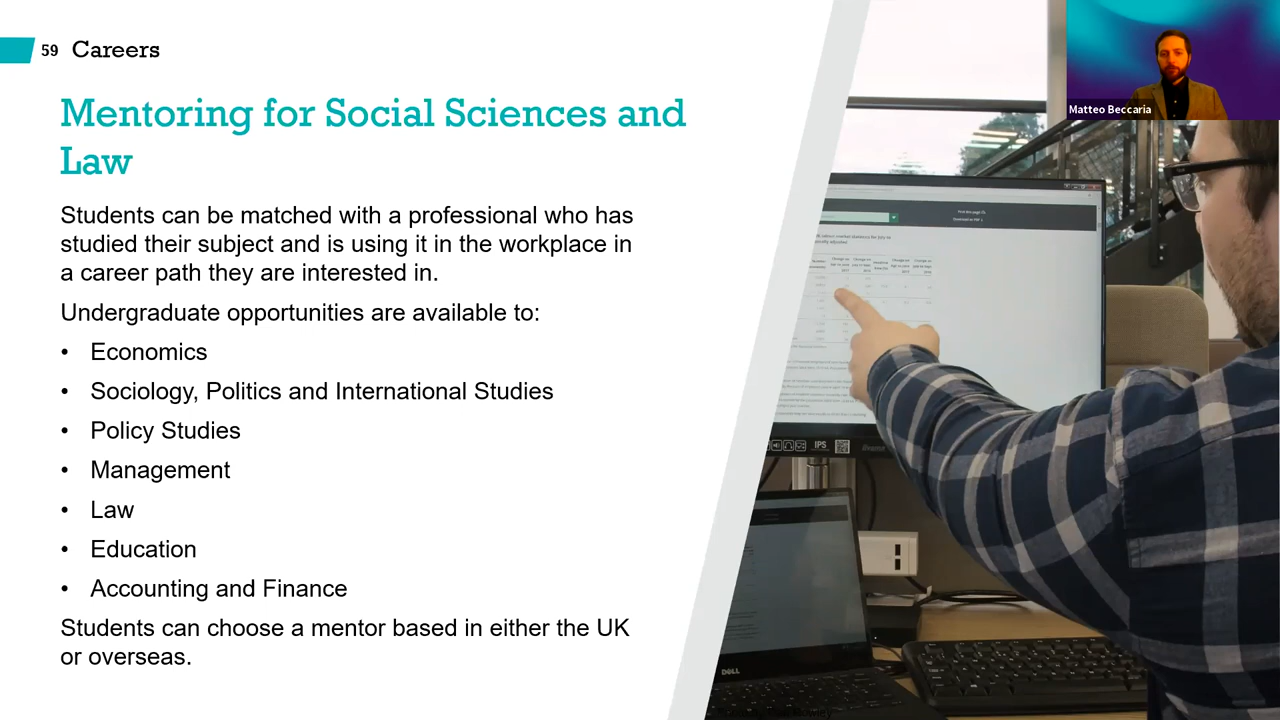 59 Careers
Matteo Beccaria
Mentoring for Social Sciences and
Law
Students can be matched with a professional who has
studied their subject and is using it in the workplace in
a career path they are interested in.
Undergraduate opportunities are available to:
• Economics
• Sociology, Politics and International Studies
• Policy Studies
• Management
• Law
• Education
• Accounting and Finance
Students can choose a mentor based in either the UK
or overseas.
IPS
DELL